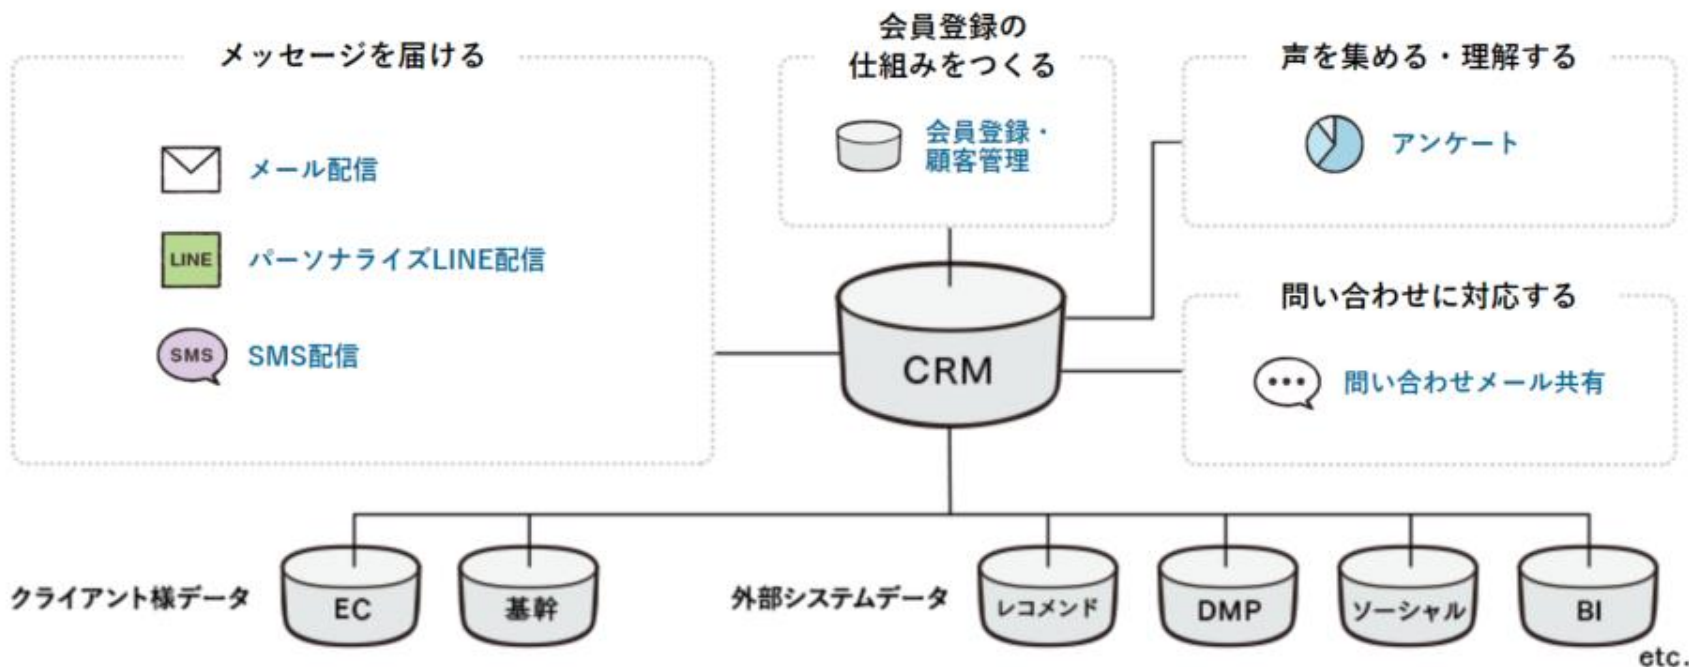 メッセージを届ける
メール配信
LINE
パーソナライズLINE配信
SMS
SMS配信
会員登録の
仕組みをつくる
会員登録・
顧客管理
声を集める・理解する
アンケート
問い合わせに対応する
問い合わせメール共有
CRM
クライアント様データ
EC
基幹
外部システムデータ
レコメンド
DMP
ソーシャル
BI
etc.